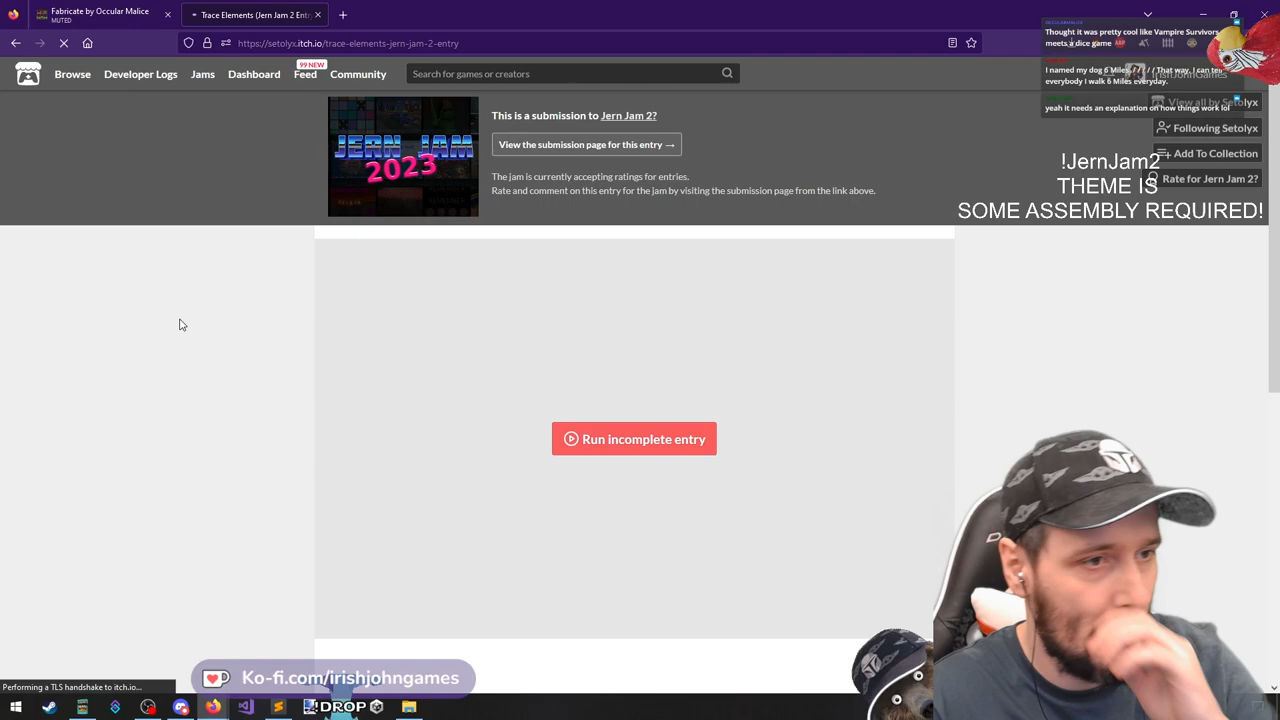 Fabricate by Occular Malice
MUTED
Trace Elements (Jern Jam 2 Entr
https://setolyx.itch.io/trace-elements-jern-jam-2-entry
Browse
Developer Logs
Jams
Dashboard
99 NEW
Feed
Community
Search for games or creators
IrishJohnGames
Thought it was pretty cool like Vampire Survivors
meets a dice game
I named my dog 6 Miles, / / / / / That way, I can tell
everybody I walk 6 Miles everyday.
yeah it needs an explanation on how things work lol
JERN JAM
2023
This is a submission to Jern Jam 2?
View the submission page for this entry →
The jam is currently accepting ratings for entries.
Rate and comment on this entry for the jam by visiting the submission page from the link above.
View all by Setolyx
Following Setolyx
Add To Collection
Rate for Jern Jam 2?
!JernJam2
THEME IS
SOME ASSEMBLY REQUIRED!
Run incomplete entry
Ko-fi.com/irishjohngames
Performing a TLS handshake to itch.io...
!DROP